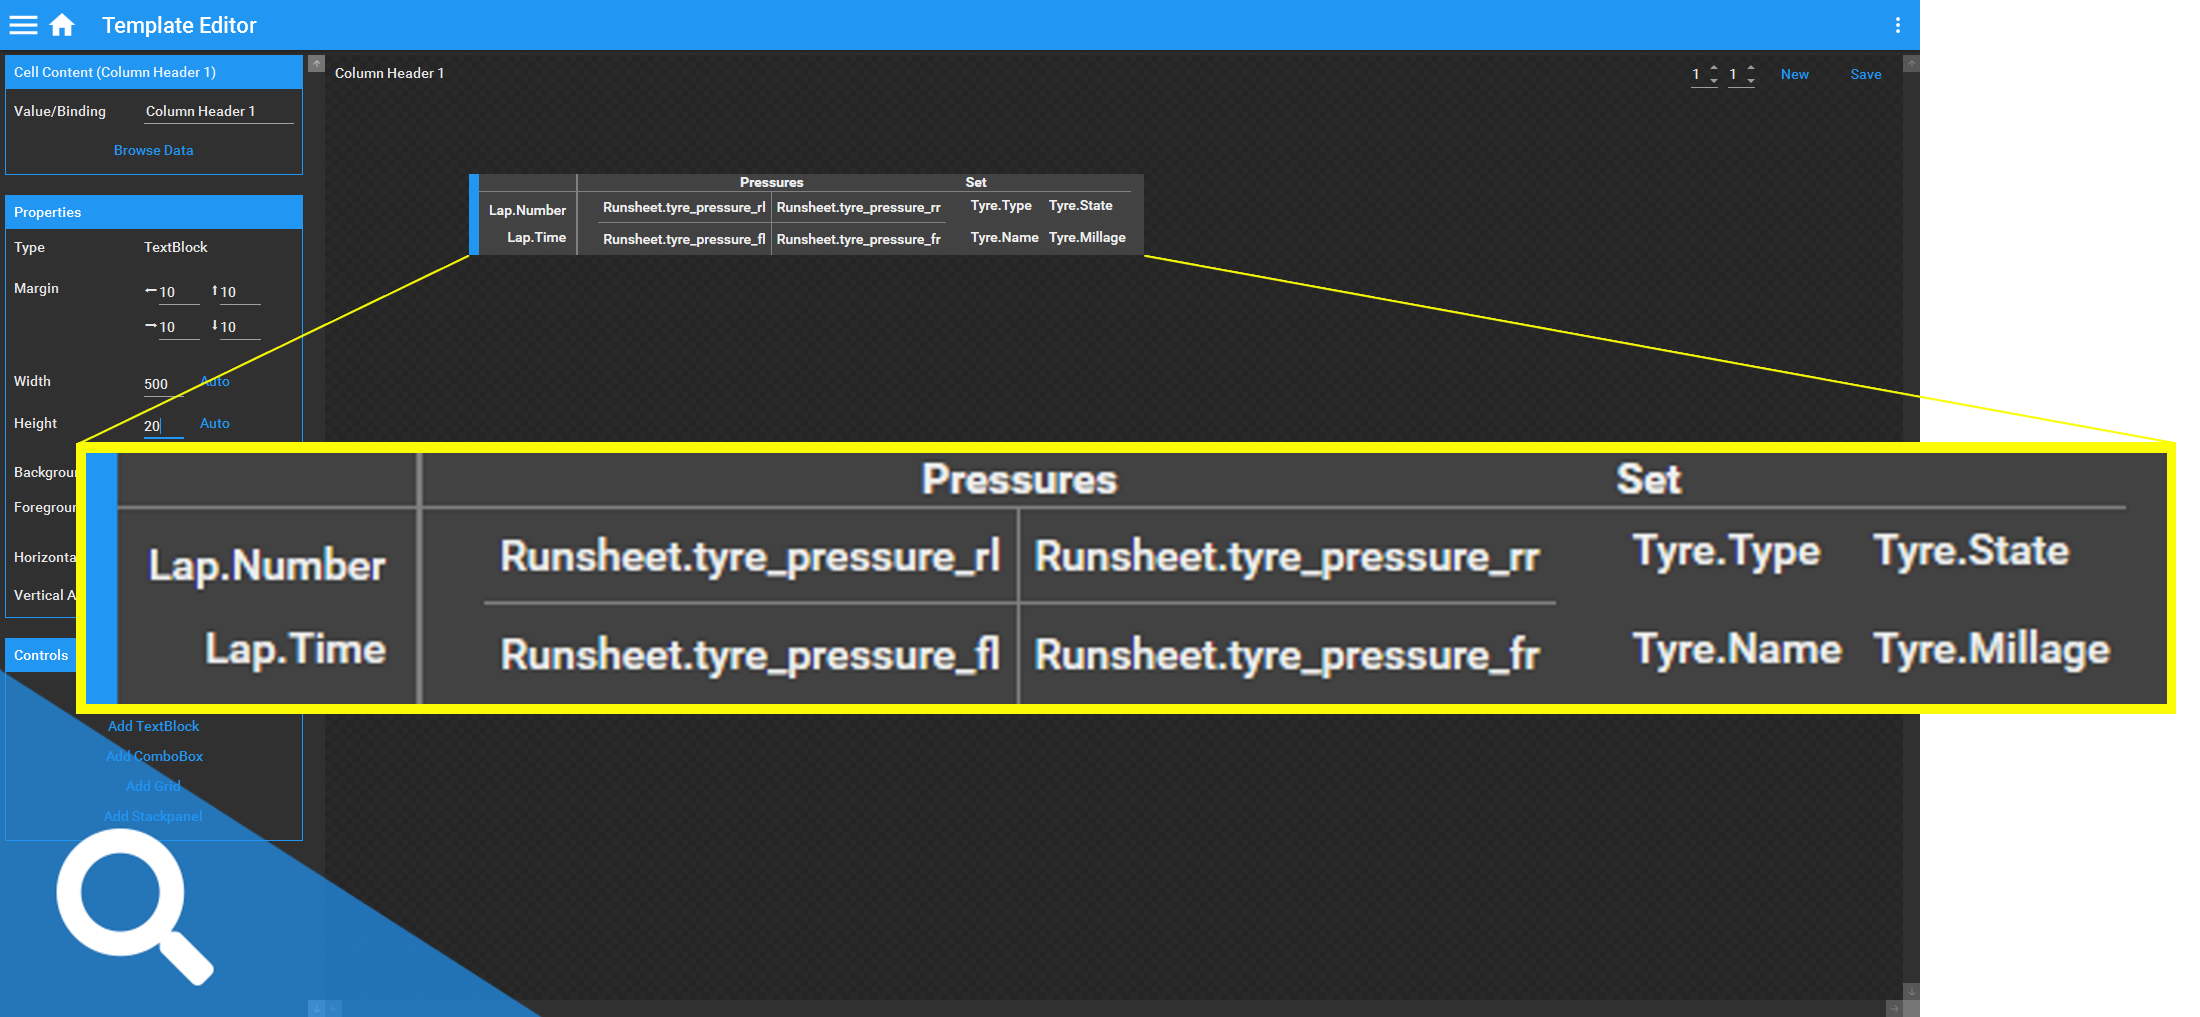 Template Editor
Cell Content (Column Header 1)
Value/Binding Column Header 1
Browse Data
Properties
Type TextBlock
Margin 10 10
10 10
Width 500 Auto
Height 20 Auto
Backgroun
Foregroun
Horizonta
Vertical A
Controls
Add TextBlock
Add ComboBox
Add Grid
Add Stackpanel
Column Header 1
1 1 New Save
Pressures Set
Lap.Number Runsheet.tyre_pressure_rl Runsheet.tyre_pressure_rr Tyre.Type Tyre.State
Lap.Time Runsheet.tyre_pressure_fl Runsheet.tyre_pressure_fr Tyre.Name Tyre.Millage
Pressures Set
Lap.Number Runsheet.tyre_pressure_rl Runsheet.tyre_pressure_rr Tyre.Type Tyre.State
Lap.Time Runsheet.tyre_pressure_fl Runsheet.tyre_pressure_fr Tyre.Name Tyre.Millage